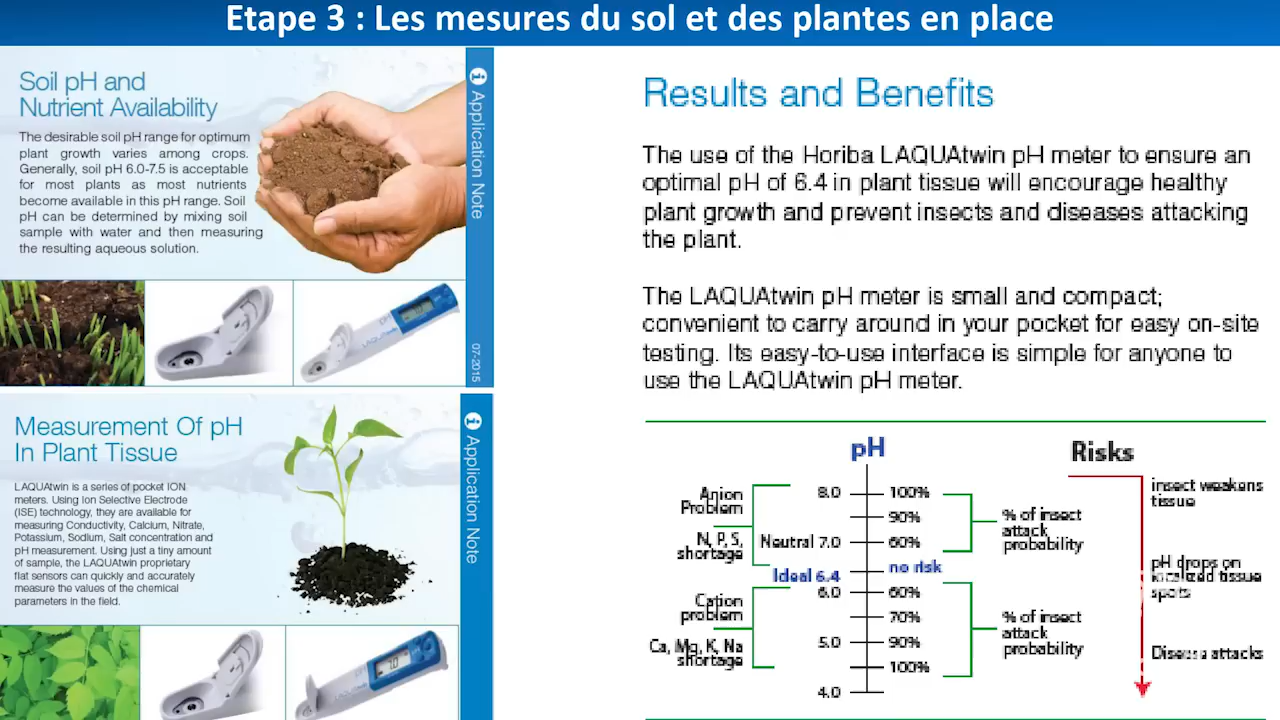 Etape 3 : Les mesures du sol et des plantes en place
Soil pH and
Nutrient Availability
The desirable soil pH range for optimum
plant growth varies among crops.
Generally, soil pH 6.0-7.5 is acceptable
for most plants as most nutrients
become available in this pH range. Soil
pH can be determined by mixing soil
sample with water and then measuring
the resulting aqueous solution.
Application Note
07-2015
Measurement Of pH
In Plant Tissue
LAQUAtwin is a series of pocket ION
meters. Using Ion Selective Electrode
(ISE) technology, they are available for
measuring Conductivity, Calcium, Nitrate,
Potassium, Sodium, Salt concentration and
pH measurement. Using just a tiny amount
of sample, the LAQUAtwin proprietary
flat sensors can quickly and accurately
measure the values of the chemical
parameters in the field.
Application Note
LAQUAtwin
Results and Benefits
The use of the Horiba LAQUAtwin pH meter to ensure an
optimal pH of 6.4 in plant tissue will encourage healthy
plant growth and prevent insects and diseases attacking
the plant.
The LAQUAtwin pH meter is small and compact;
convenient to carry around in your pocket for easy on-site
testing. Its easy-to-use interface is simple for anyone to
use the LAQUAtwin pH meter.
pH
Risks
Anion
Problem
N, P, S,
shortage
Cation
problem
Ca, Mg, K, Na
shortage
8.0
Neutral 7.0
Ideal 6.4
6.0
5.0
4.0
100%
90%
60%
no risk
60%
70%
90%
100%
% of insect
attack
probability
% of insect
attack
probability
insect weakens
tissue
pH drops on
localized tissue
spots
Disease attacks